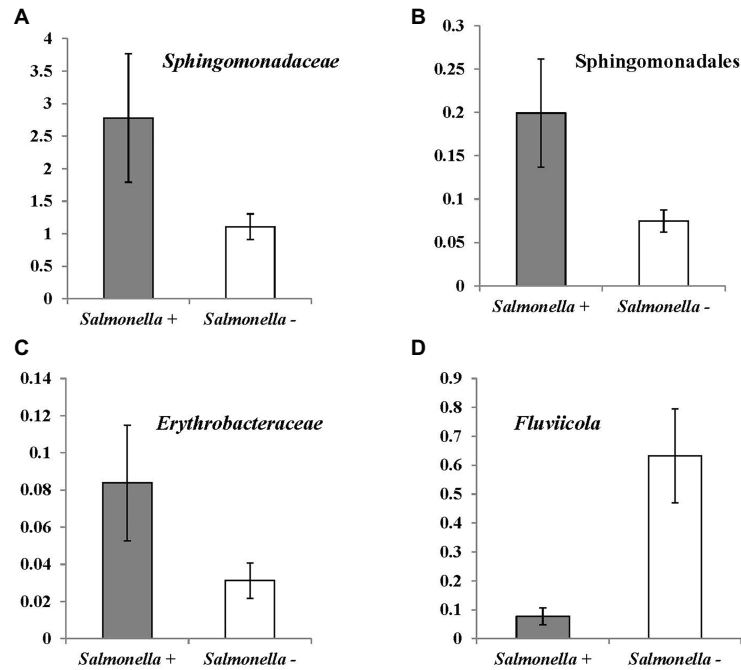 A
Sphingomonadaceae
4
3.5
3
2.5
2
1.5
1
0.5
0
Salmonella +
Salmonella -
B
Sphingomonadales
0.3
0.25
0.2
0.15
0.1
0.05
0
Salmonella +
Salmonella -
C
Erythrobacteraceae
0.14
0.12
0.1
0.08
0.06
0.04
0.02
0
Salmonella +
Salmonella -
D
Fluviicola
0.9
0.8
0.7
0.6
0.5
0.4
0.3
0.2
0.1
0
Salmonella +
Salmonella -